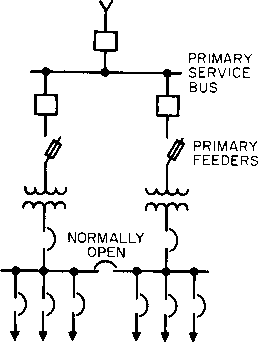 PRIMARY
SERVICE
BUS
PRIMARY
FEEDERS
NORMALLY
OPEN